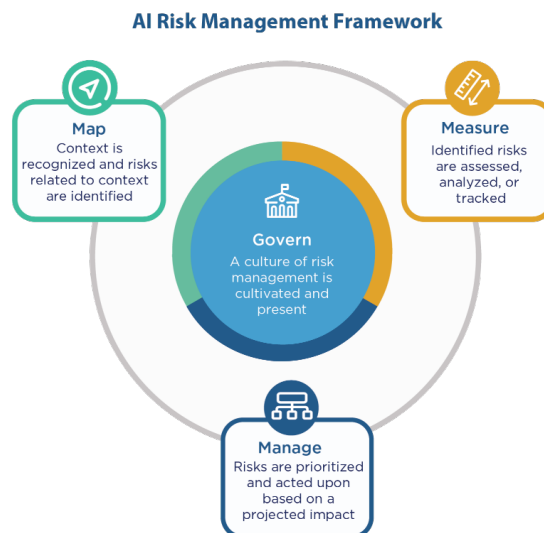 AI Risk Management Framework
Map
Context is
recognized and risks
related to context
are identified
Measure
Identified risks
are assessed,
analyzed, or
tracked
Govern
A culture of risk
management is
cultivated and
present
Manage
Risks are prioritized
and acted upon
based on a
projected impact